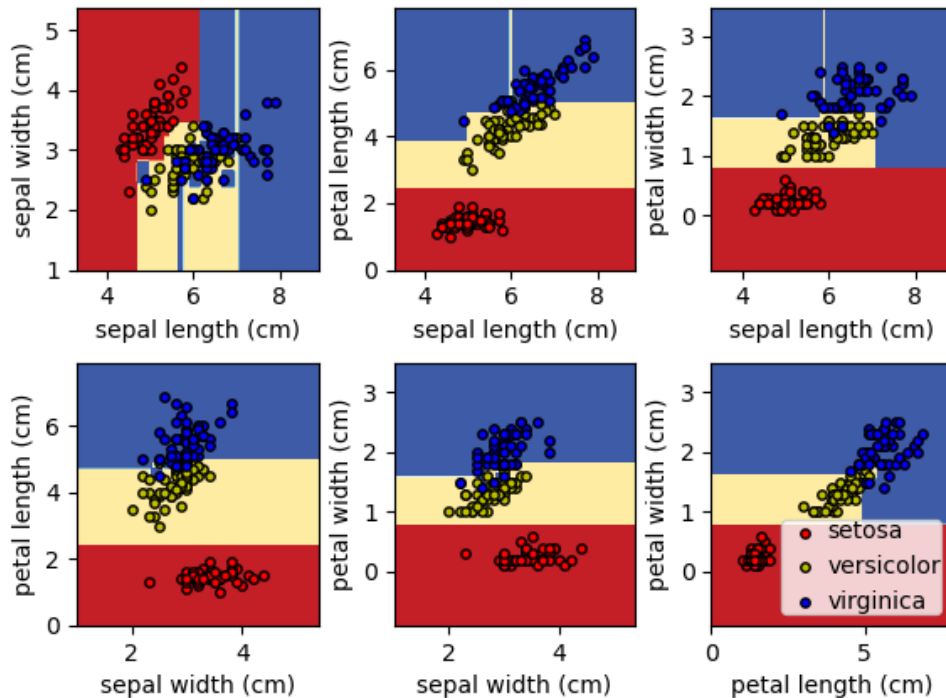 5
4
3
2
1
sepal width (cm)
4 6 8
sepal length (cm)
6
4
2
0
petal length (cm)
4 6 8
sepal length (cm)
3
2
1
0
petal width (cm)
4 6 8
sepal length (cm)
6
4
2
0
petal length (cm)
2 4
sepal width (cm)
3
2
1
0
petal width (cm)
2 4
sepal width (cm)
3
2
1
0
petal width (cm)
setosa
versicolor
virginica
0 5
petal length (cm)